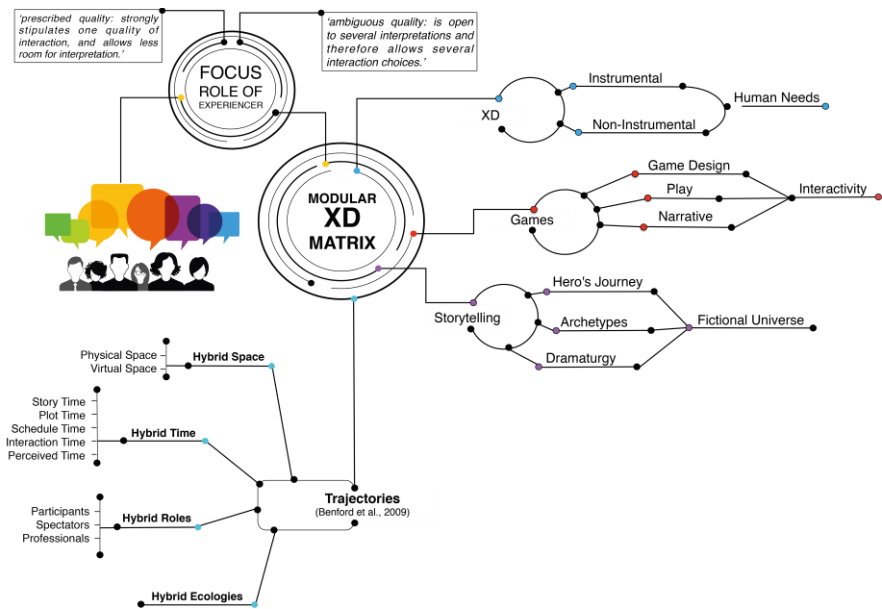 'prescribed quality: strongly
stipulates one quality of
interaction, and allows less
room for interpretation.'
'ambiguous quality: is open
to several interpretations and
therefore allows several
interaction choices.'
FOCUS
ROLE OF
EXPERIENCER
MODULAR
XD
MATRIX
XD
Instrumental
Non-Instrumental
Human Needs
Games
Game Design
Play
Narrative
Interactivity
Storytelling
Hero's Journey
Archetypes
Dramaturgy
Fictional Universe
Physical Space
Virtual Space
Hybrid Space
Story Time
Plot Time
Schedule Time
Interaction Time
Perceived Time
Hybrid Time
Participants
Spectators
Professionals
Hybrid Roles
Hybrid Ecologies
Trajectories
(Benford et al., 2009)